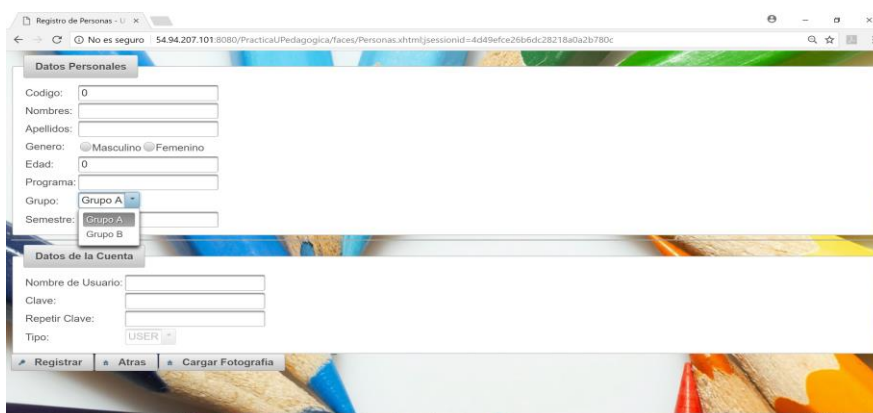 Registro de Personas - U
No es seguro 54.94.207.101:8080/PracticaUPedagogica/faces/Personas.xhtml;jsessionid=4d49efce26b6dc28218a0a2b780c
Datos Personales
Codigo: 0
Nombres:
Apellidos:
Genero: Masculino Femenino
Edad: 0
Programa:
Grupo: Grupo A
Semestre: Grupo A
Grupo B
Datos de la Cuenta
Nombre de Usuario:
Clave:
Repetir Clave:
Tipo: USER
Registrar Atras Cargar Fotografia